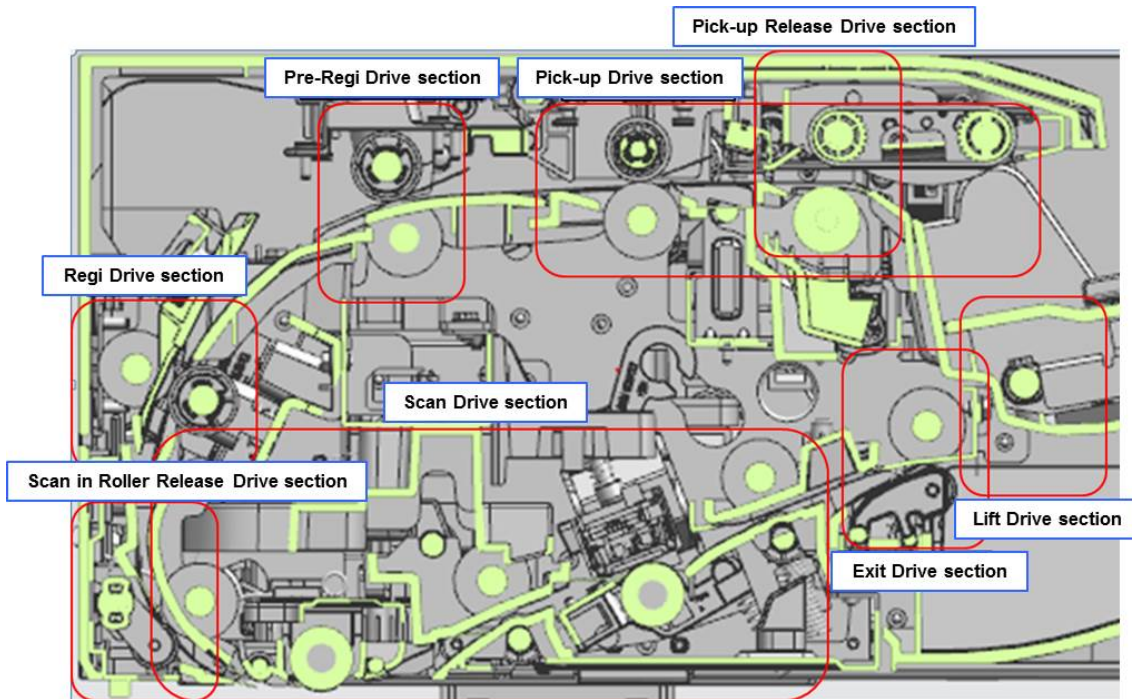 Pick-up Release Drive section
Pre-Regi Drive section
Pick-up Drive section
Regi Drive section
Scan Drive section
Scan in Roller Release Drive section
Lift Drive section
Exit Drive section